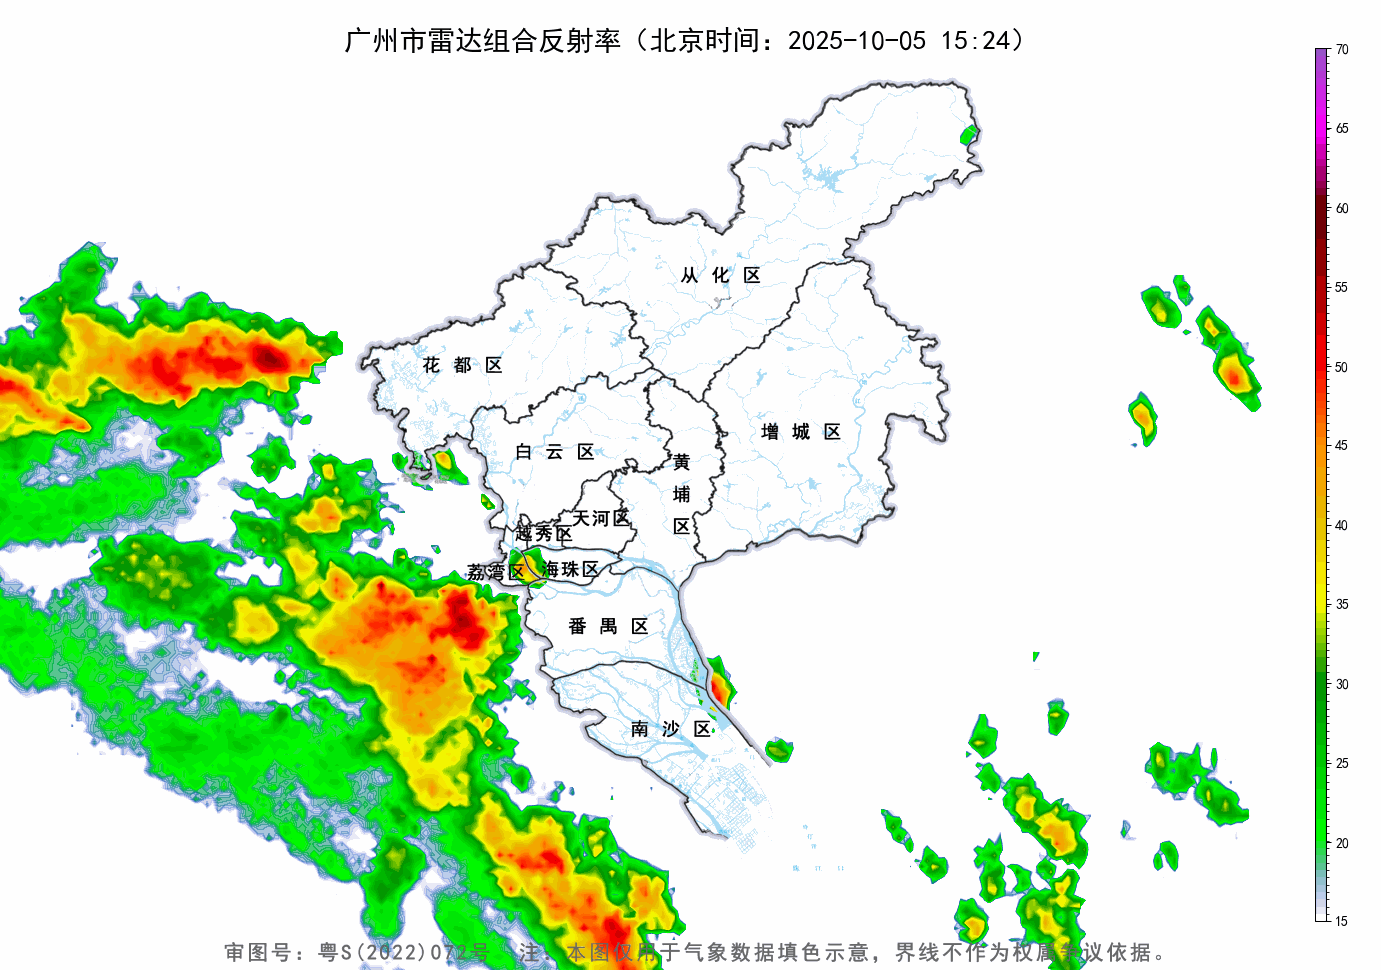 广州市雷达组合反射率（北京时间：2025-10-05 15:24）
70
65
60
55
50
45
40
35
30
25
20
15
从化区
花都区
增城区
白云区
黄埔区
天河区
越秀区
海珠区
荔湾区
番禺区
南沙区
审图号：粤S(2022)072号 注：本图仅用于气象数据填色示意，界线不作为权属争议依据。